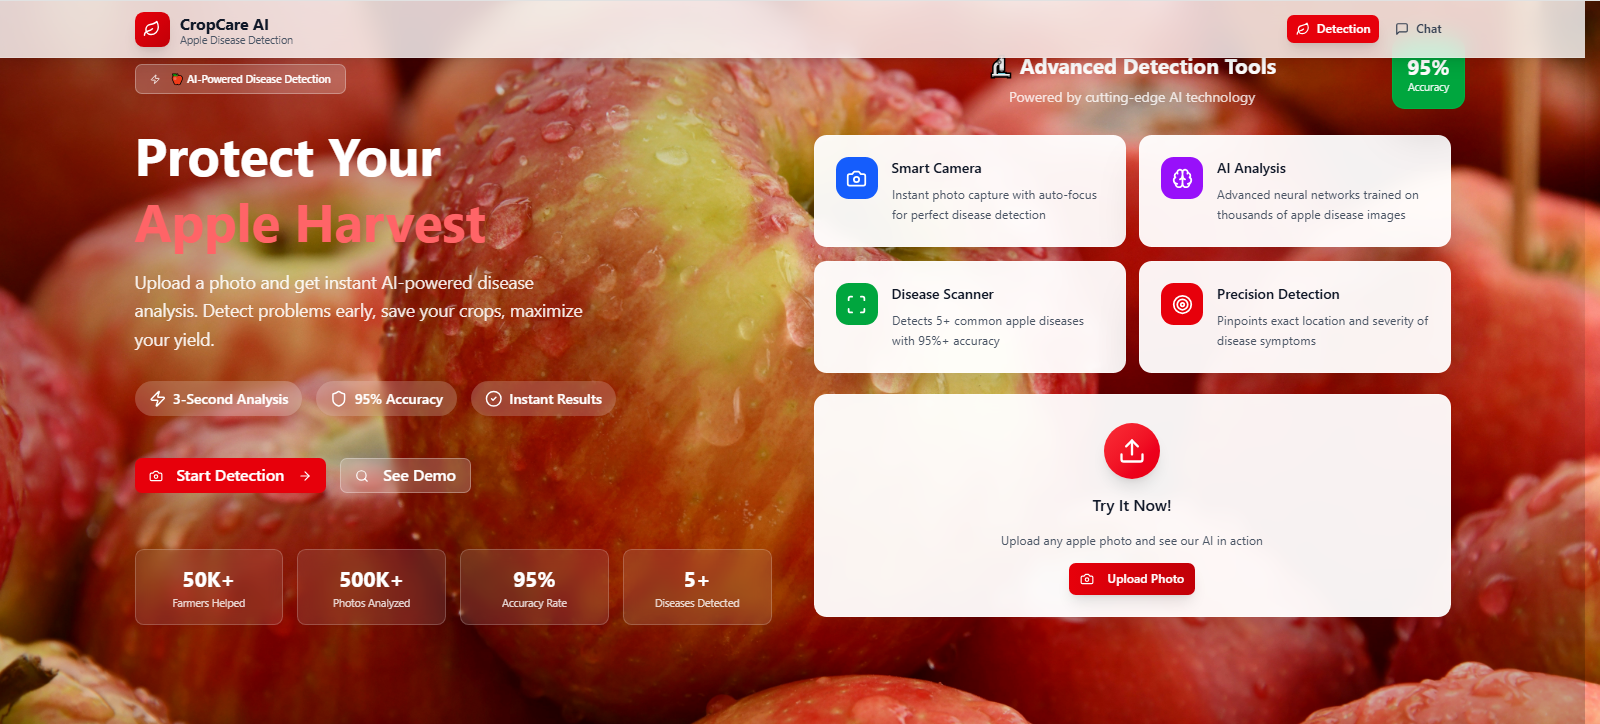 CropCare AI
Apple Disease Detection
Detection
Chat
AI-Powered Disease Detection
Protect Your
Apple Harvest
Upload a photo and get instant AI-powered disease
analysis. Detect problems early, save your crops, maximize
your yield.
3-Second Analysis
95% Accuracy
Instant Results
Start Detection
See Demo
50K+
Farmers Helped
500K+
Photos Analyzed
95%
Accuracy Rate
5+
Diseases Detected
Advanced Detection Tools
Powered by cutting-edge AI technology
95%
Accuracy
Smart Camera
Instant photo capture with auto-focus
for perfect disease detection
AI Analysis
Advanced neural networks trained on
thousands of apple disease images
Disease Scanner
Detects 5+ common apple diseases
with 95%+ accuracy
Precision Detection
Pinpoints exact location and severity of
disease symptoms
Try It Now!
Upload any apple photo and see our AI in action
Upload Photo